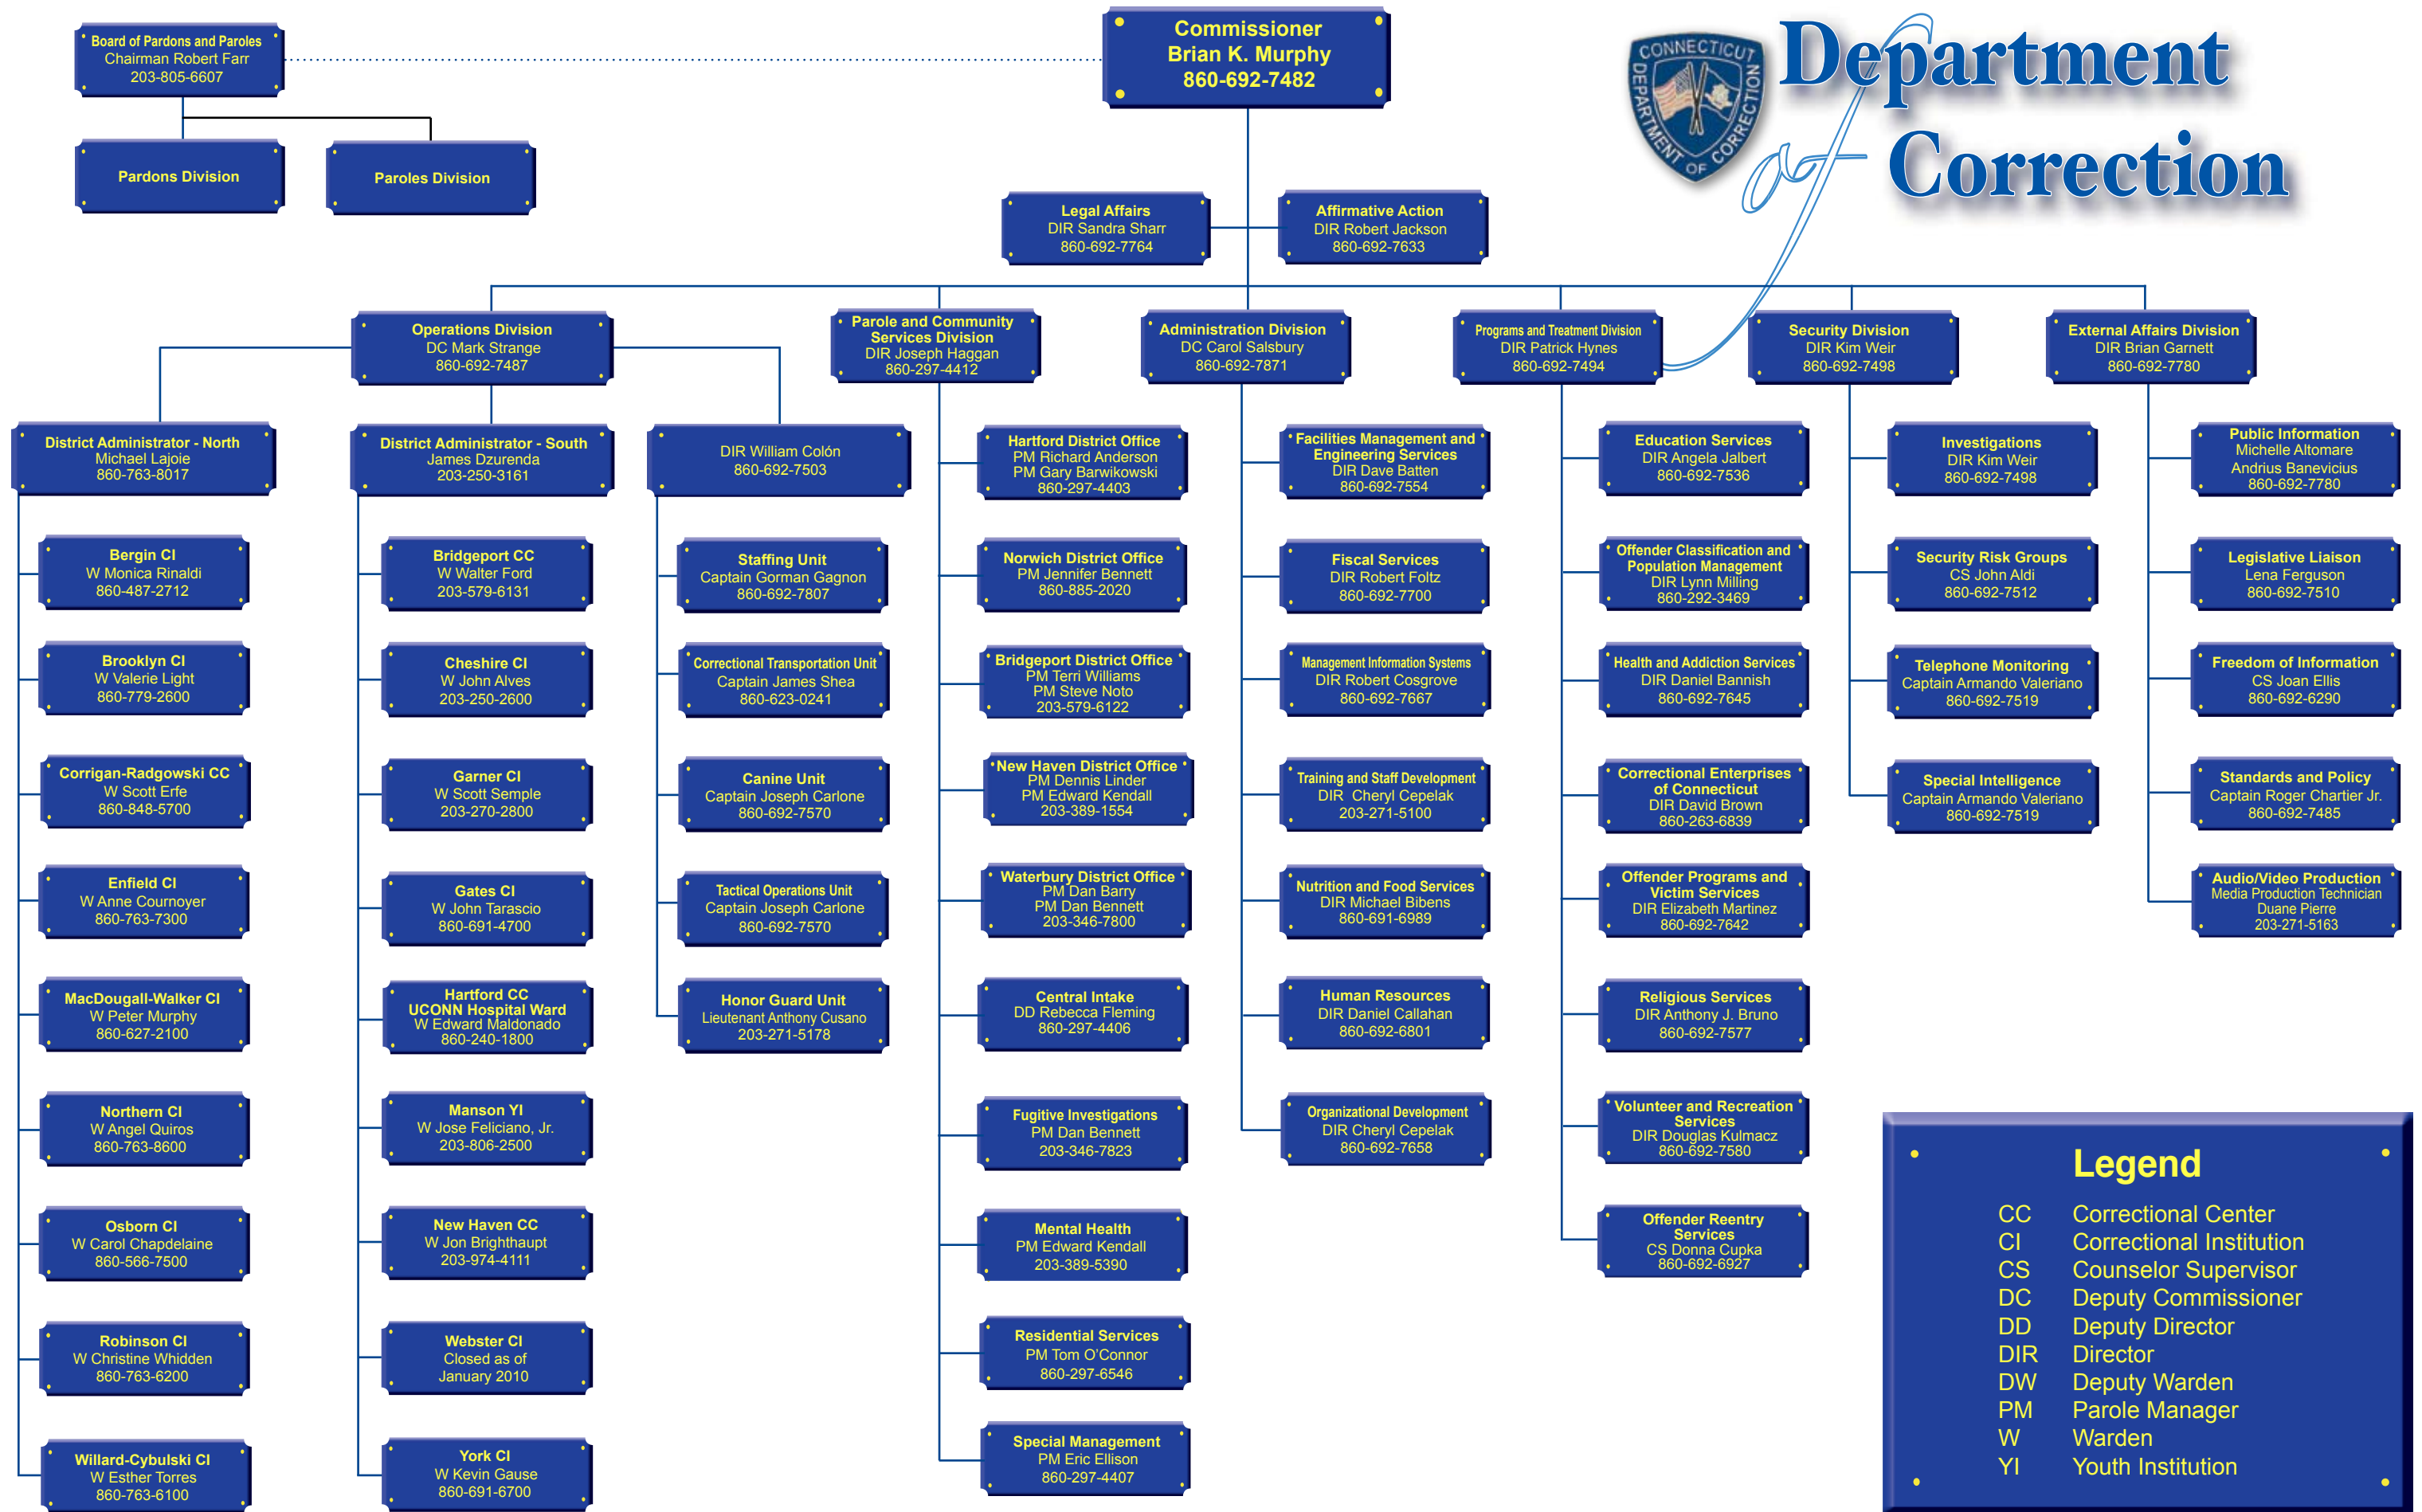 Board of Pardons and Paroles
Chairman Robert Farr
203-805-6607
Pardons Division
Paroles Division
Commissioner
Brian K. Murphy
860-692-7482
CONNECTICUT
DEPARTMENT OF CORRECTION
Department
of
Correction
Legal Affairs
DIR Sandra Sharr
860-692-7764
Affirmative Action
DIR Robert Jackson
860-692-7633
Operations Division
DC Mark Strange
860-692-7487
Parole and Community
Services Division
DIR Joseph Haggan
860-297-4412
Administration Division
DC Carol Salsbury
860-692-7871
Programs and Treatment Division
DIR Patrick Hynes
860-692-7494
Security Division
DIR Kim Weir
860-692-7498
External Affairs Division
DIR Brian Garnett
860-692-7780
District Administrator - North
Michael Lajoie
860-763-8017
Bergin CI
W Monica Rinaldi
860-487-2712
Brooklyn CI
W Valerie Light
860-779-2600
Corrigan-Radgowski CC
W Scott Erfe
860-848-5700
Enfield CI
W Anne Cournoyer
860-763-7300
MacDougall-Walker CI
W Peter Murphy
860-627-2100
Northern CI
W Angel Quiros
860-763-8600
Osborn CI
W Carol Chapdelaine
860-566-7500
Robinson CI
W Christine Whidden
860-763-6200
Willard-Cybulski CI
W Esther Torres
860-763-6100
District Administrator - South
James Dzurenda
203-250-3161
Bridgeport CC
W Walter Ford
203-579-6131
Cheshire CI
W John Alves
203-250-2600
Garner CI
W Scott Semple
203-270-2800
Gates CI
W John Tarascio
860-691-4700
Hartford CC
UCONN Hospital Ward
W Edward Maldonado
860-240-1800
Manson YI
W Jose Feliciano, Jr.
203-806-2500
New Haven CC
W Jon Brighthaupt
203-974-4111
Webster CI
Closed as of
January 2010
York CI
W Kevin Gause
860-691-6700
DIR William Colón
860-692-7503
Staffing Unit
Captain Gorman Gagnon
860-692-7807
Correctional Transportation Unit
Captain James Shea
860-623-0241
Canine Unit
Captain Joseph Carlone
860-692-7570
Tactical Operations Unit
Captain Joseph Carlone
860-692-7570
Honor Guard Unit
Lieutenant Anthony Cusano
203-271-5178
Hartford District Office
PM Richard Anderson
PM Gary Barwikowski
860-297-4403
Norwich District Office
PM Jennifer Bennett
860-885-2020
Bridgeport District Office
PM Terri Williams
PM Steve Noto
203-579-6122
New Haven District Office
PM Dennis Linder
PM Edward Kendall
203-389-1554
Waterbury District Office
PM Dan Barry
PM Dan Bennett
203-346-7800
Central Intake
DD Rebecca Fleming
860-297-4406
Fugitive Investigations
PM Dan Bennett
203-346-7823
Mental Health
PM Edward Kendall
203-389-5390
Residential Services
PM Tom O'Connor
860-297-6546
Special Management
PM Eric Ellison
860-297-4407
Facilities Management and
Engineering Services
DIR Dave Batten
860-692-7554
Fiscal Services
DIR Robert Foltz
860-692-7700
Management Information Systems
DIR Robert Cosgrove
860-692-7667
Training and Staff Development
DIR Cheryl Cepelak
203-271-5100
Nutrition and Food Services
DIR Michael Bibens
860-691-6989
Human Resources
DIR Daniel Callahan
860-692-6801
Organizational Development
DIR Cheryl Cepelak
860-692-7658
Education Services
DIR Angela Jalbert
860-692-7536
Offender Classification and
Population Management
DIR Lynn Milling
860-292-3469
Health and Addiction Services
DIR Daniel Bannish
860-692-7645
Correctional Enterprises
of Connecticut
DIR David Brown
860-263-6839
Offender Programs and
Victim Services
DIR Elizabeth Martinez
860-692-7642
Religious Services
DIR Anthony J. Bruno
860-692-7577
Volunteer and Recreation
Services
DIR Douglas Kulmacz
860-692-7580
Offender Reentry
Services
CS Donna Cupka
860-692-6927
Investigations
DIR Kim Weir
860-692-7498
Security Risk Groups
CS John Aldi
860-692-7512
Telephone Monitoring
Captain Armando Valeriano
860-692-7519
Special Intelligence
Captain Armando Valeriano
860-692-7519
Public Information
Michelle Altomare
Andrius Banevicius
860-692-7780
Legislative Liaison
Lena Ferguson
860-692-7510
Freedom of Information
CS Joan Ellis
860-692-6290
Standards and Policy
Captain Roger Chartier Jr.
860-692-7485
Audio/Video Production
Media Production Technician
Duane Pierre
203-271-5163
Legend
CC Correctional Center
CI Correctional Institution
CS Counselor Supervisor
DC Deputy Commissioner
DD Deputy Director
DIR Director
DW Deputy Warden
PM Parole Manager
W Warden
YI Youth Institution